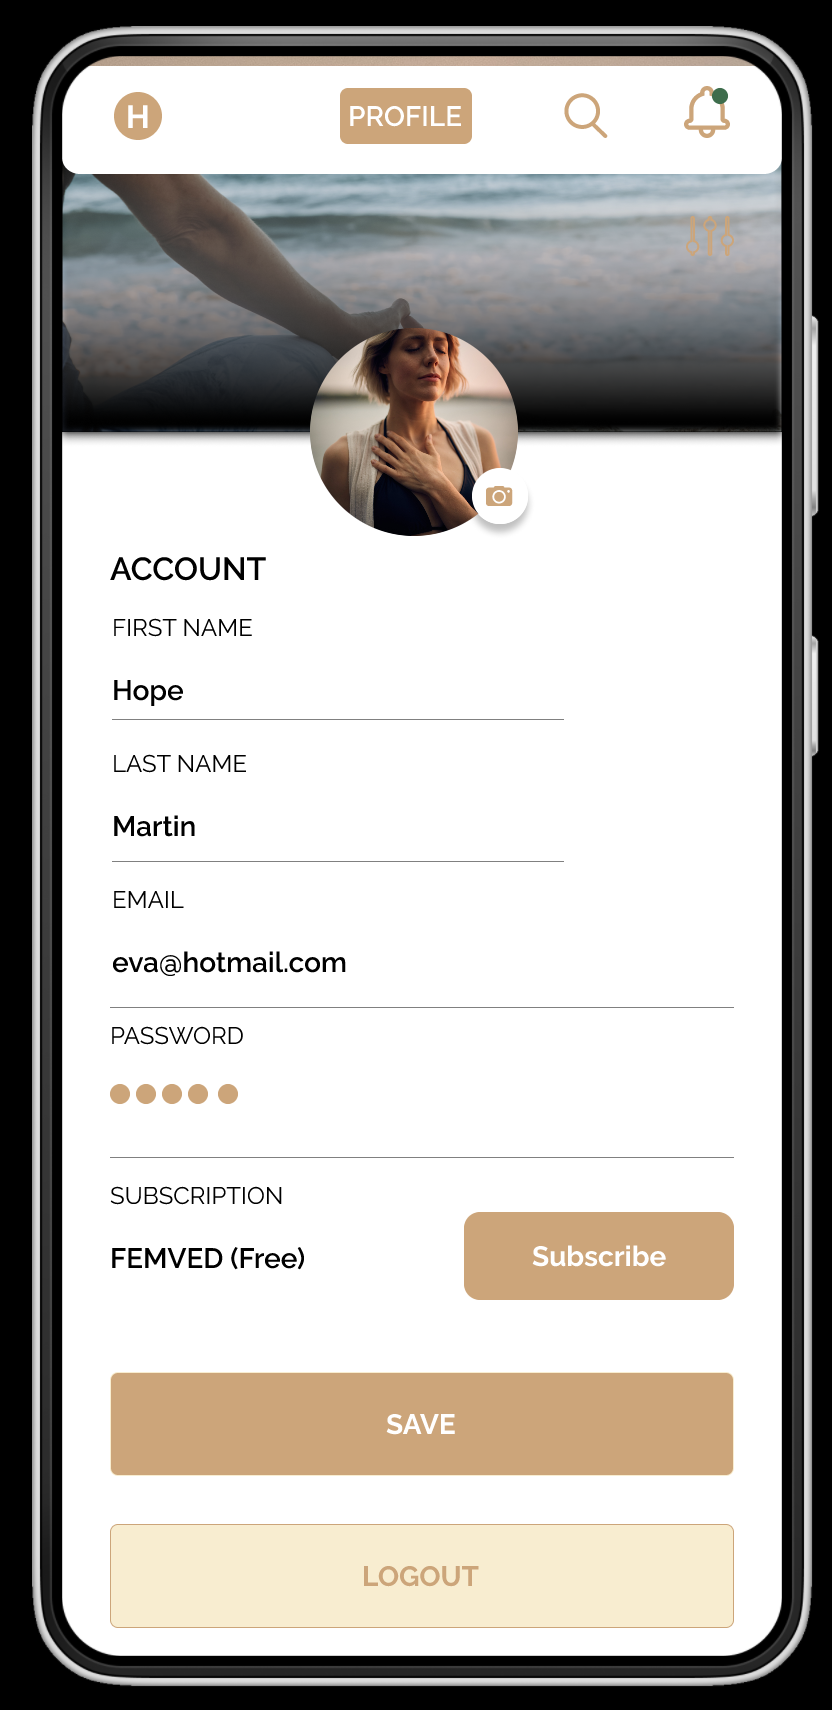 H
PROFILE
ACCOUNT
FIRST NAME
Hope
LAST NAME
Martin
EMAIL
eva@hotmail.com
PASSWORD
SUBSCRIPTION
FEMVED (Free)
Subscribe
SAVE
LOGOUT